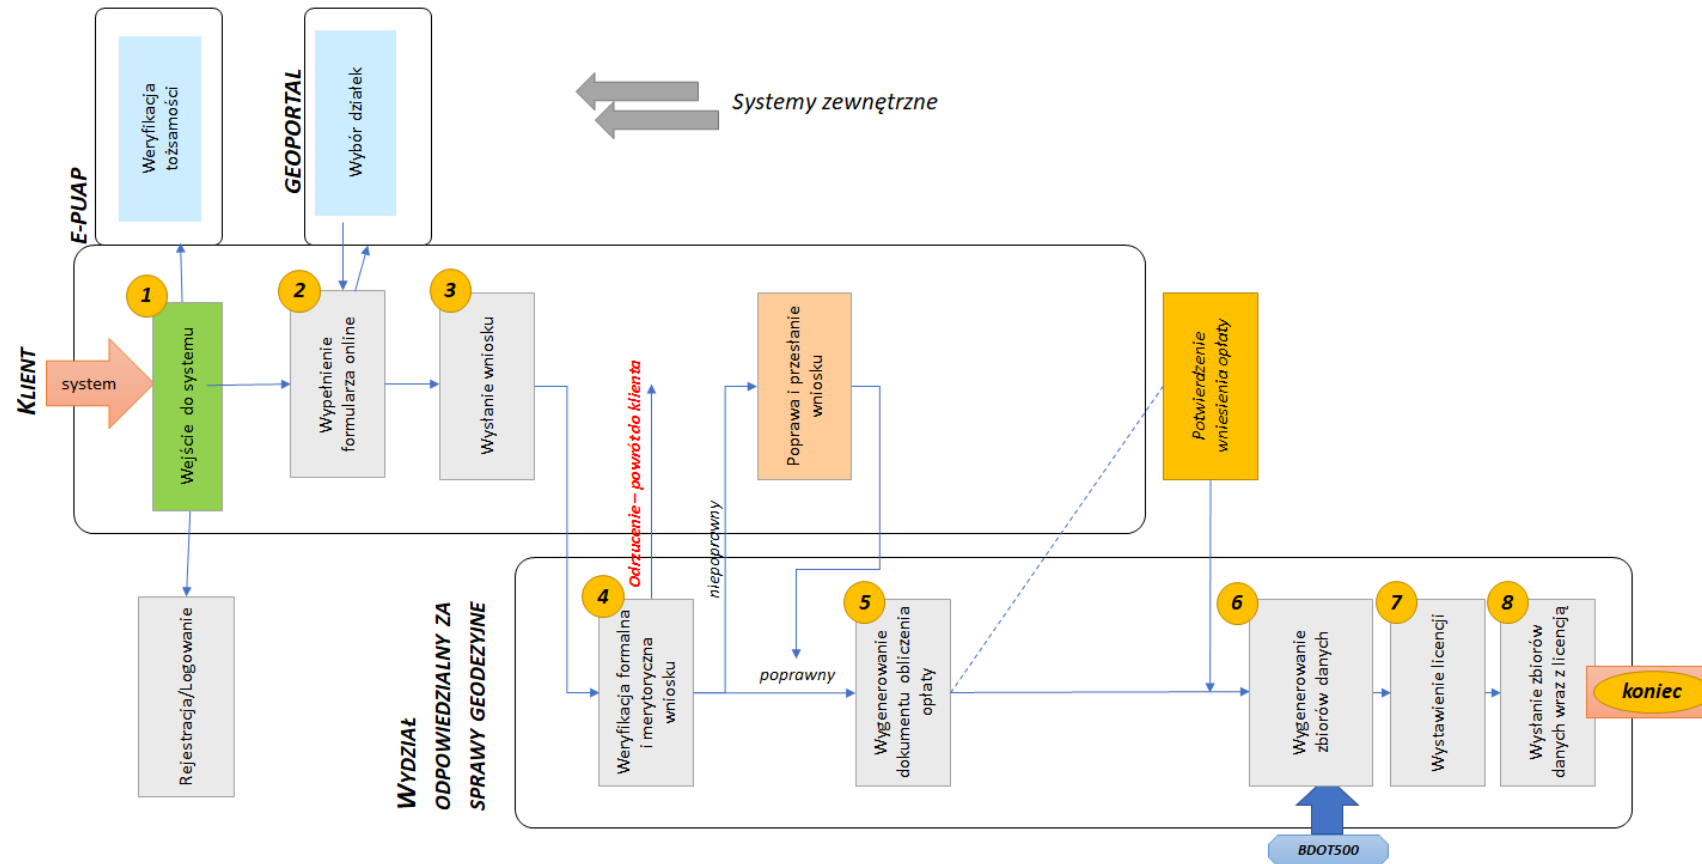 Weryfikacja
tożsamości
E-PUAP
Wybór działek
GEOPORTAL
Systemy zewnętrzne
KLIENT
system
1
Wejście do systemu
2
Wypełnienie
formularza online
3
Wysłanie wniosku
Odrzucenie – powrót do klienta
niepoprawny
Poprawa i przesłanie
wniosku
Potwierdzenie
wniesienia opłaty
Rejestracja/Logowanie
WYDZIAŁ
ODPOWIEDZIALNY ZA
SPRAWY GEODEZYJNE
4
Weryfikacja formalna
i merytoryczna
wniosku
poprawny
5
Wygenerowanie
dokumentu obliczenia
opłaty
6
Wygenerowanie
zbiorów danych
7
Wystawienie licencji
8
Wysłanie zbiorów
danych wraz z licencją
koniec
BDOT500